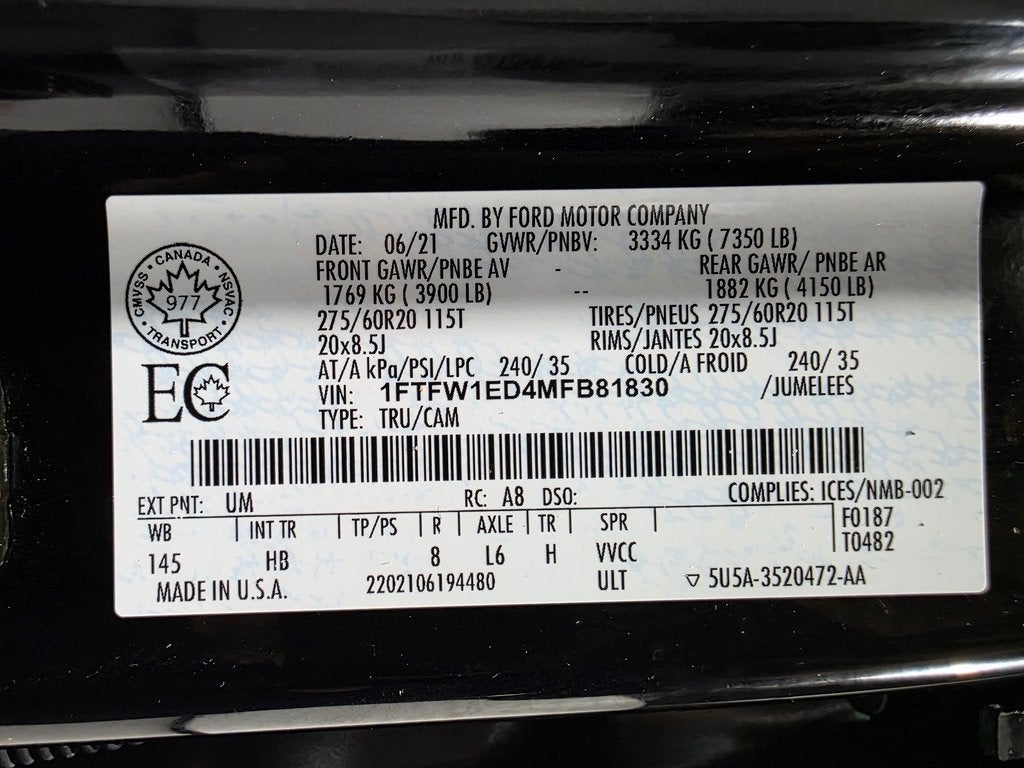 MFD. BY FORD MOTOR COMPANY
DATE: 06/21 GVWR/PNBV: 3334 KG ( 7350 LB)
FRONT GAWR/PNBE AV - REAR GAWR/ PNBE AR
1769 KG ( 3900 LB) -- 1882 KG ( 4150 LB)
275/60R20 115T TIRES/PNEUS 275/60R20 115T
20x8.5J RIMS/JANTES 20x8.5J
AT/A kPa/PSI/LPC 240/ 35 COLD/A FROID 240/ 35
VIN: 1FTFW1ED4MFB81830 /JUMELEES
TYPE: TRU/CAM
CANADA
CMVSS 977 NSVAC
TRANSPORT
EC
EXT PNT: UM RC: A8 DSO: COMPLIES: ICES/NMB-002
WB INT TR TP/PS R AXLE TR SPR F0187
145 HB 8 L6 H VVCC T0482
MADE IN U.S.A. 2202106194480 ULT ▽ 5U5A-3520472-AA